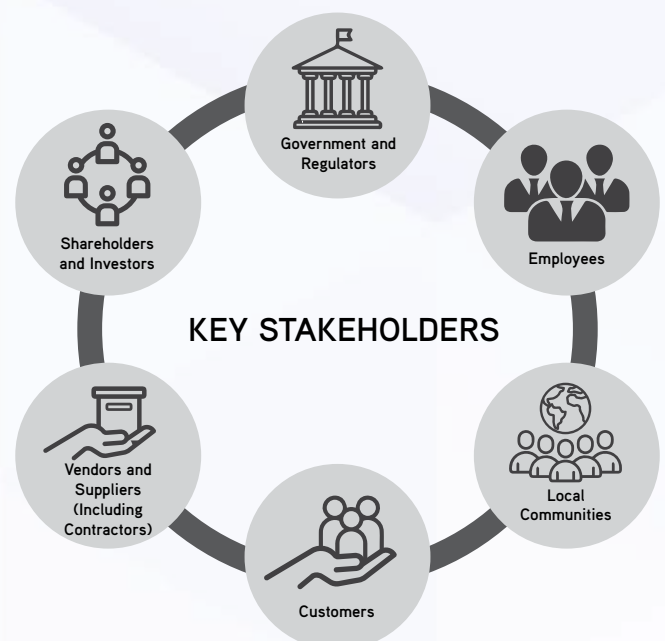 Government and
Regulators
Shareholders
and Investors
Employees
KEY STAKEHOLDERS
Vendors and
Suppliers
(Including
Contractors)
Local
Communities
Customers